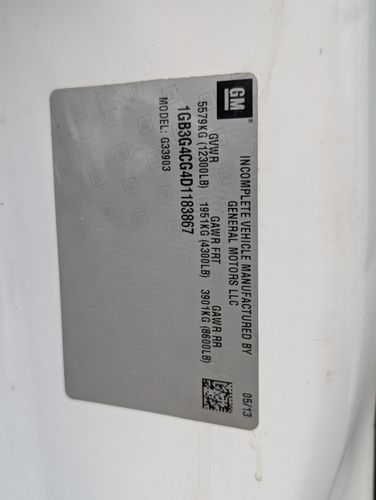 GM
INCOMPLETE VEHICLE MANUFACTURED BY
GENERAL MOTORS LLC
05/13
GVWR GAWR FRT GAWR RR
5579KG (12300LB) 1951KG (4300LB) 3901KG (8600LB)
1GB3G4CG4D1183867
MODEL: G33903